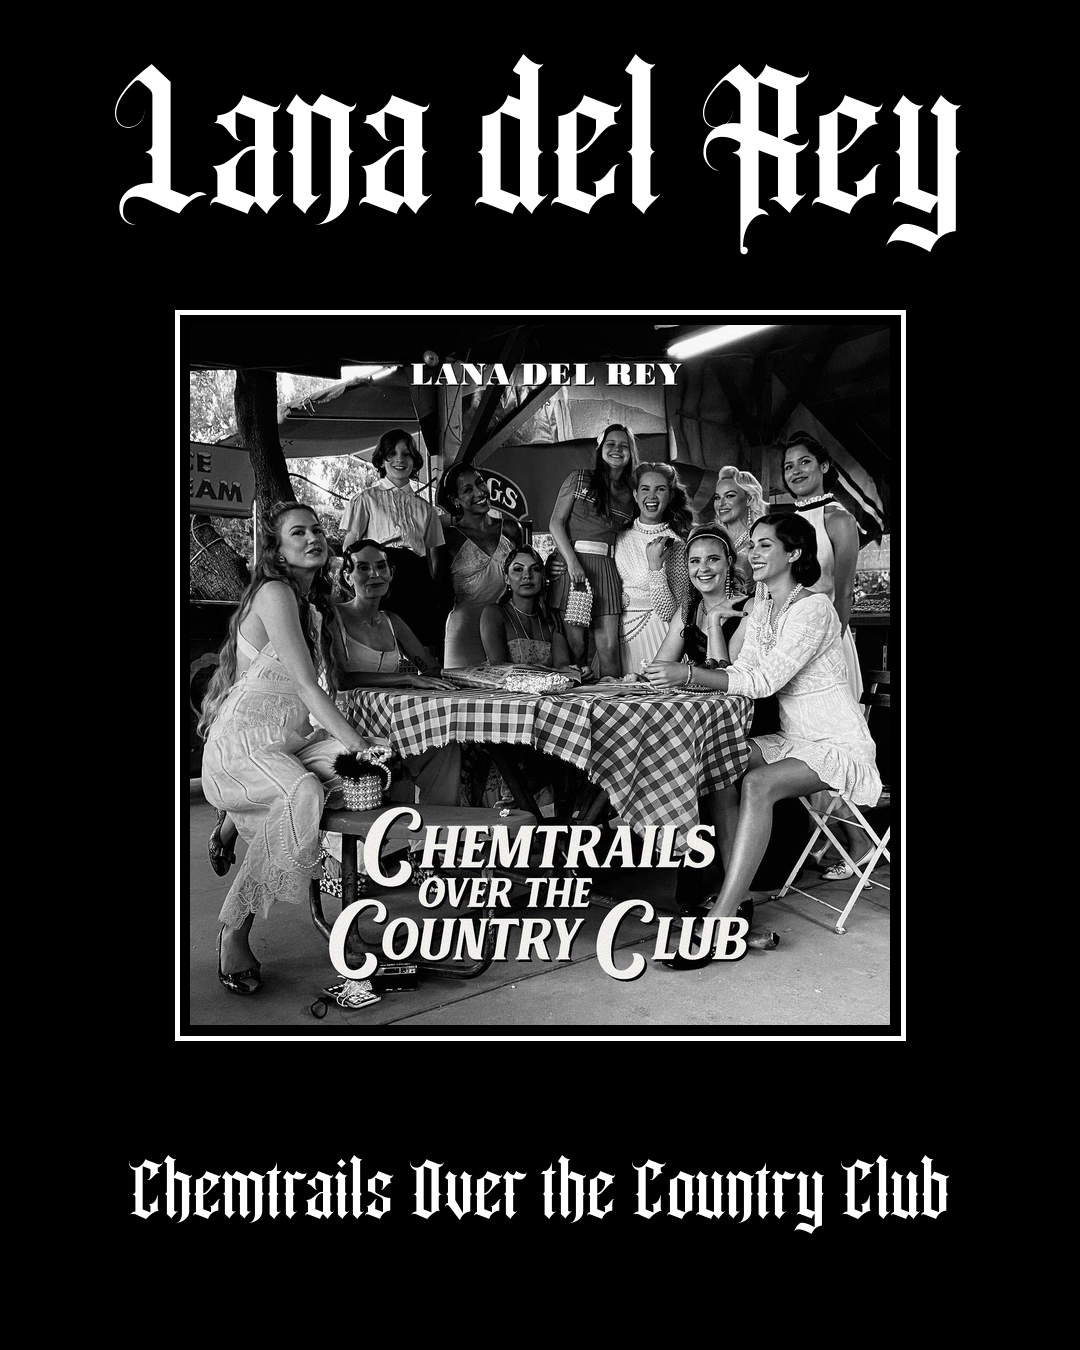 Lana del Rey
LANA DEL REY
CE
EAM
GS
CHEMTRAILS
OVER THE
COUNTRY CLUB
Chemtrails Over the Country Club